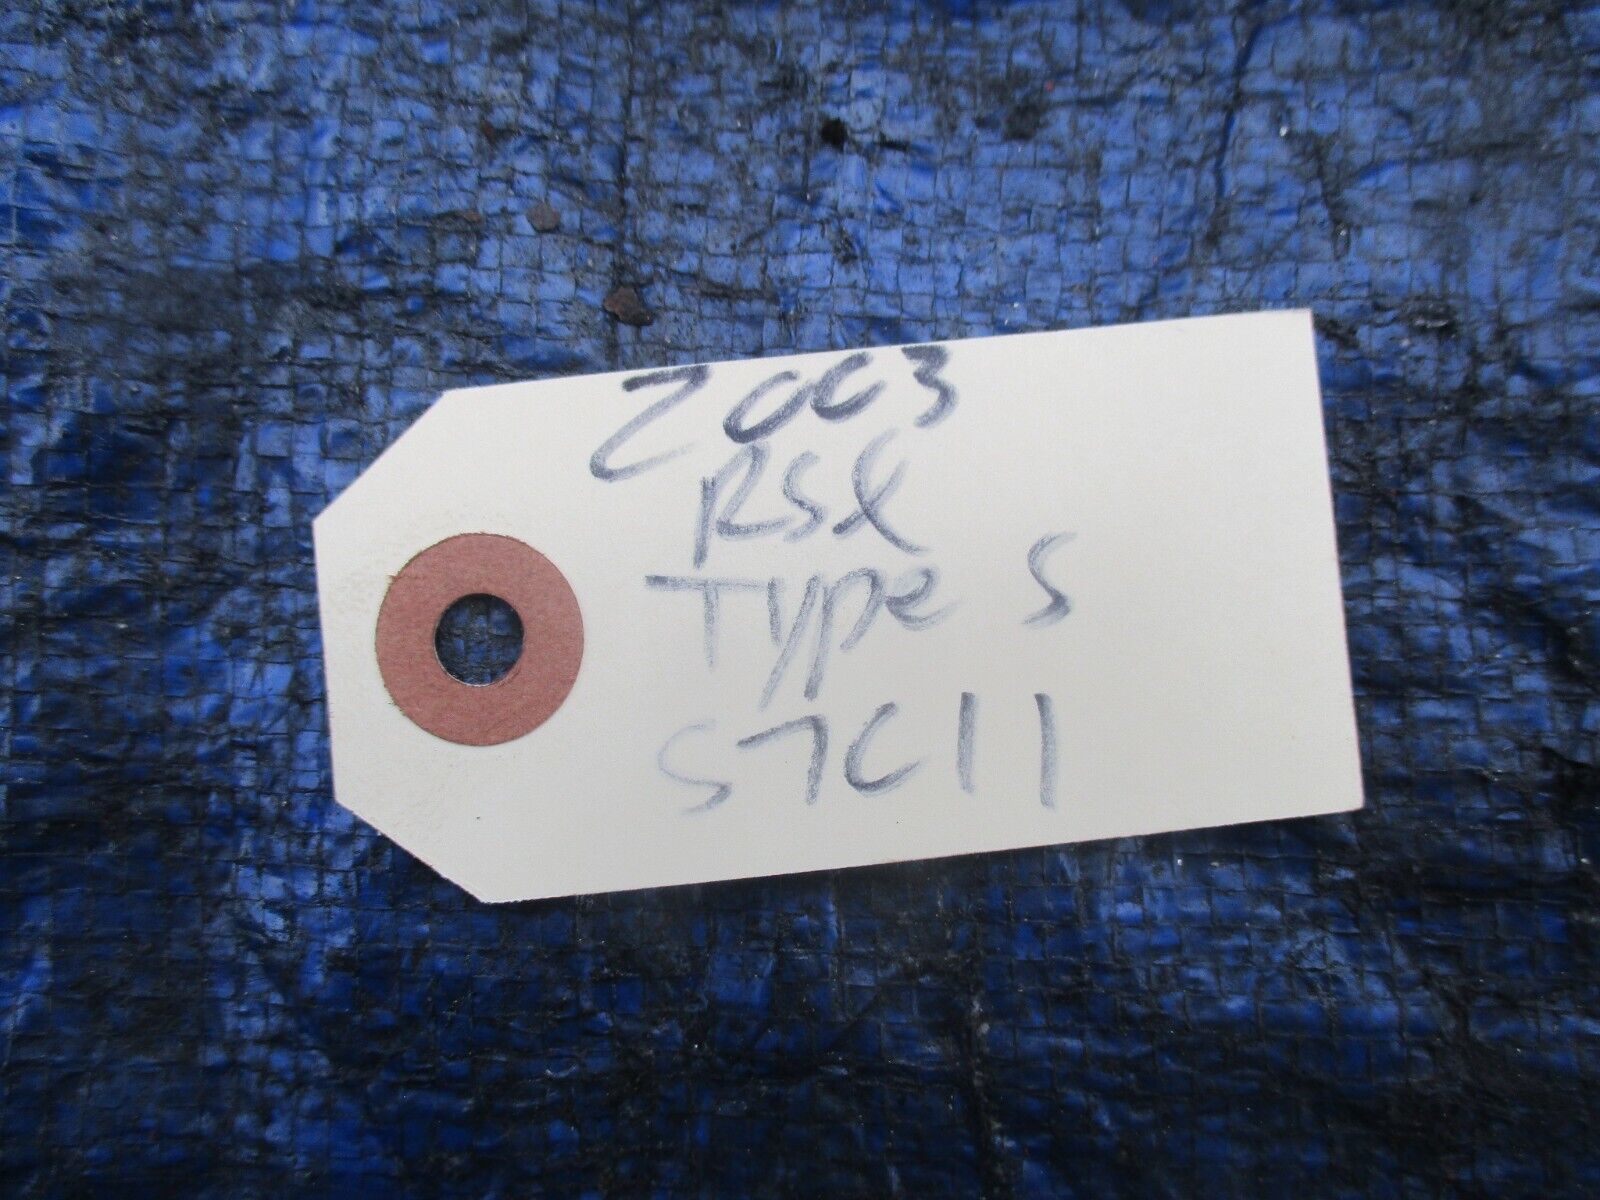 2003
RSX
Type S
S7C11